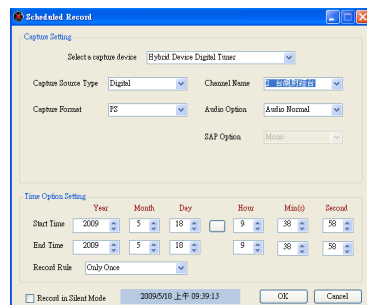 Scheduled Record
Capture Setting
Select a capture device Hybrid Device Digital Tuner
Capture Source Type Digital Channel Name 2
Capture Format PS Audio Option Audio Normal
SAP Option Mono
Time Option Setting
Year Month Day Hour Min(s) Second
Start Time 2009 5 18 9 38 58
End Time 2009 5 18 9 38 58
Record Rule Only Once
Record in Silent Mode 2009/5/18 上午 09:39:13 OK Cancel